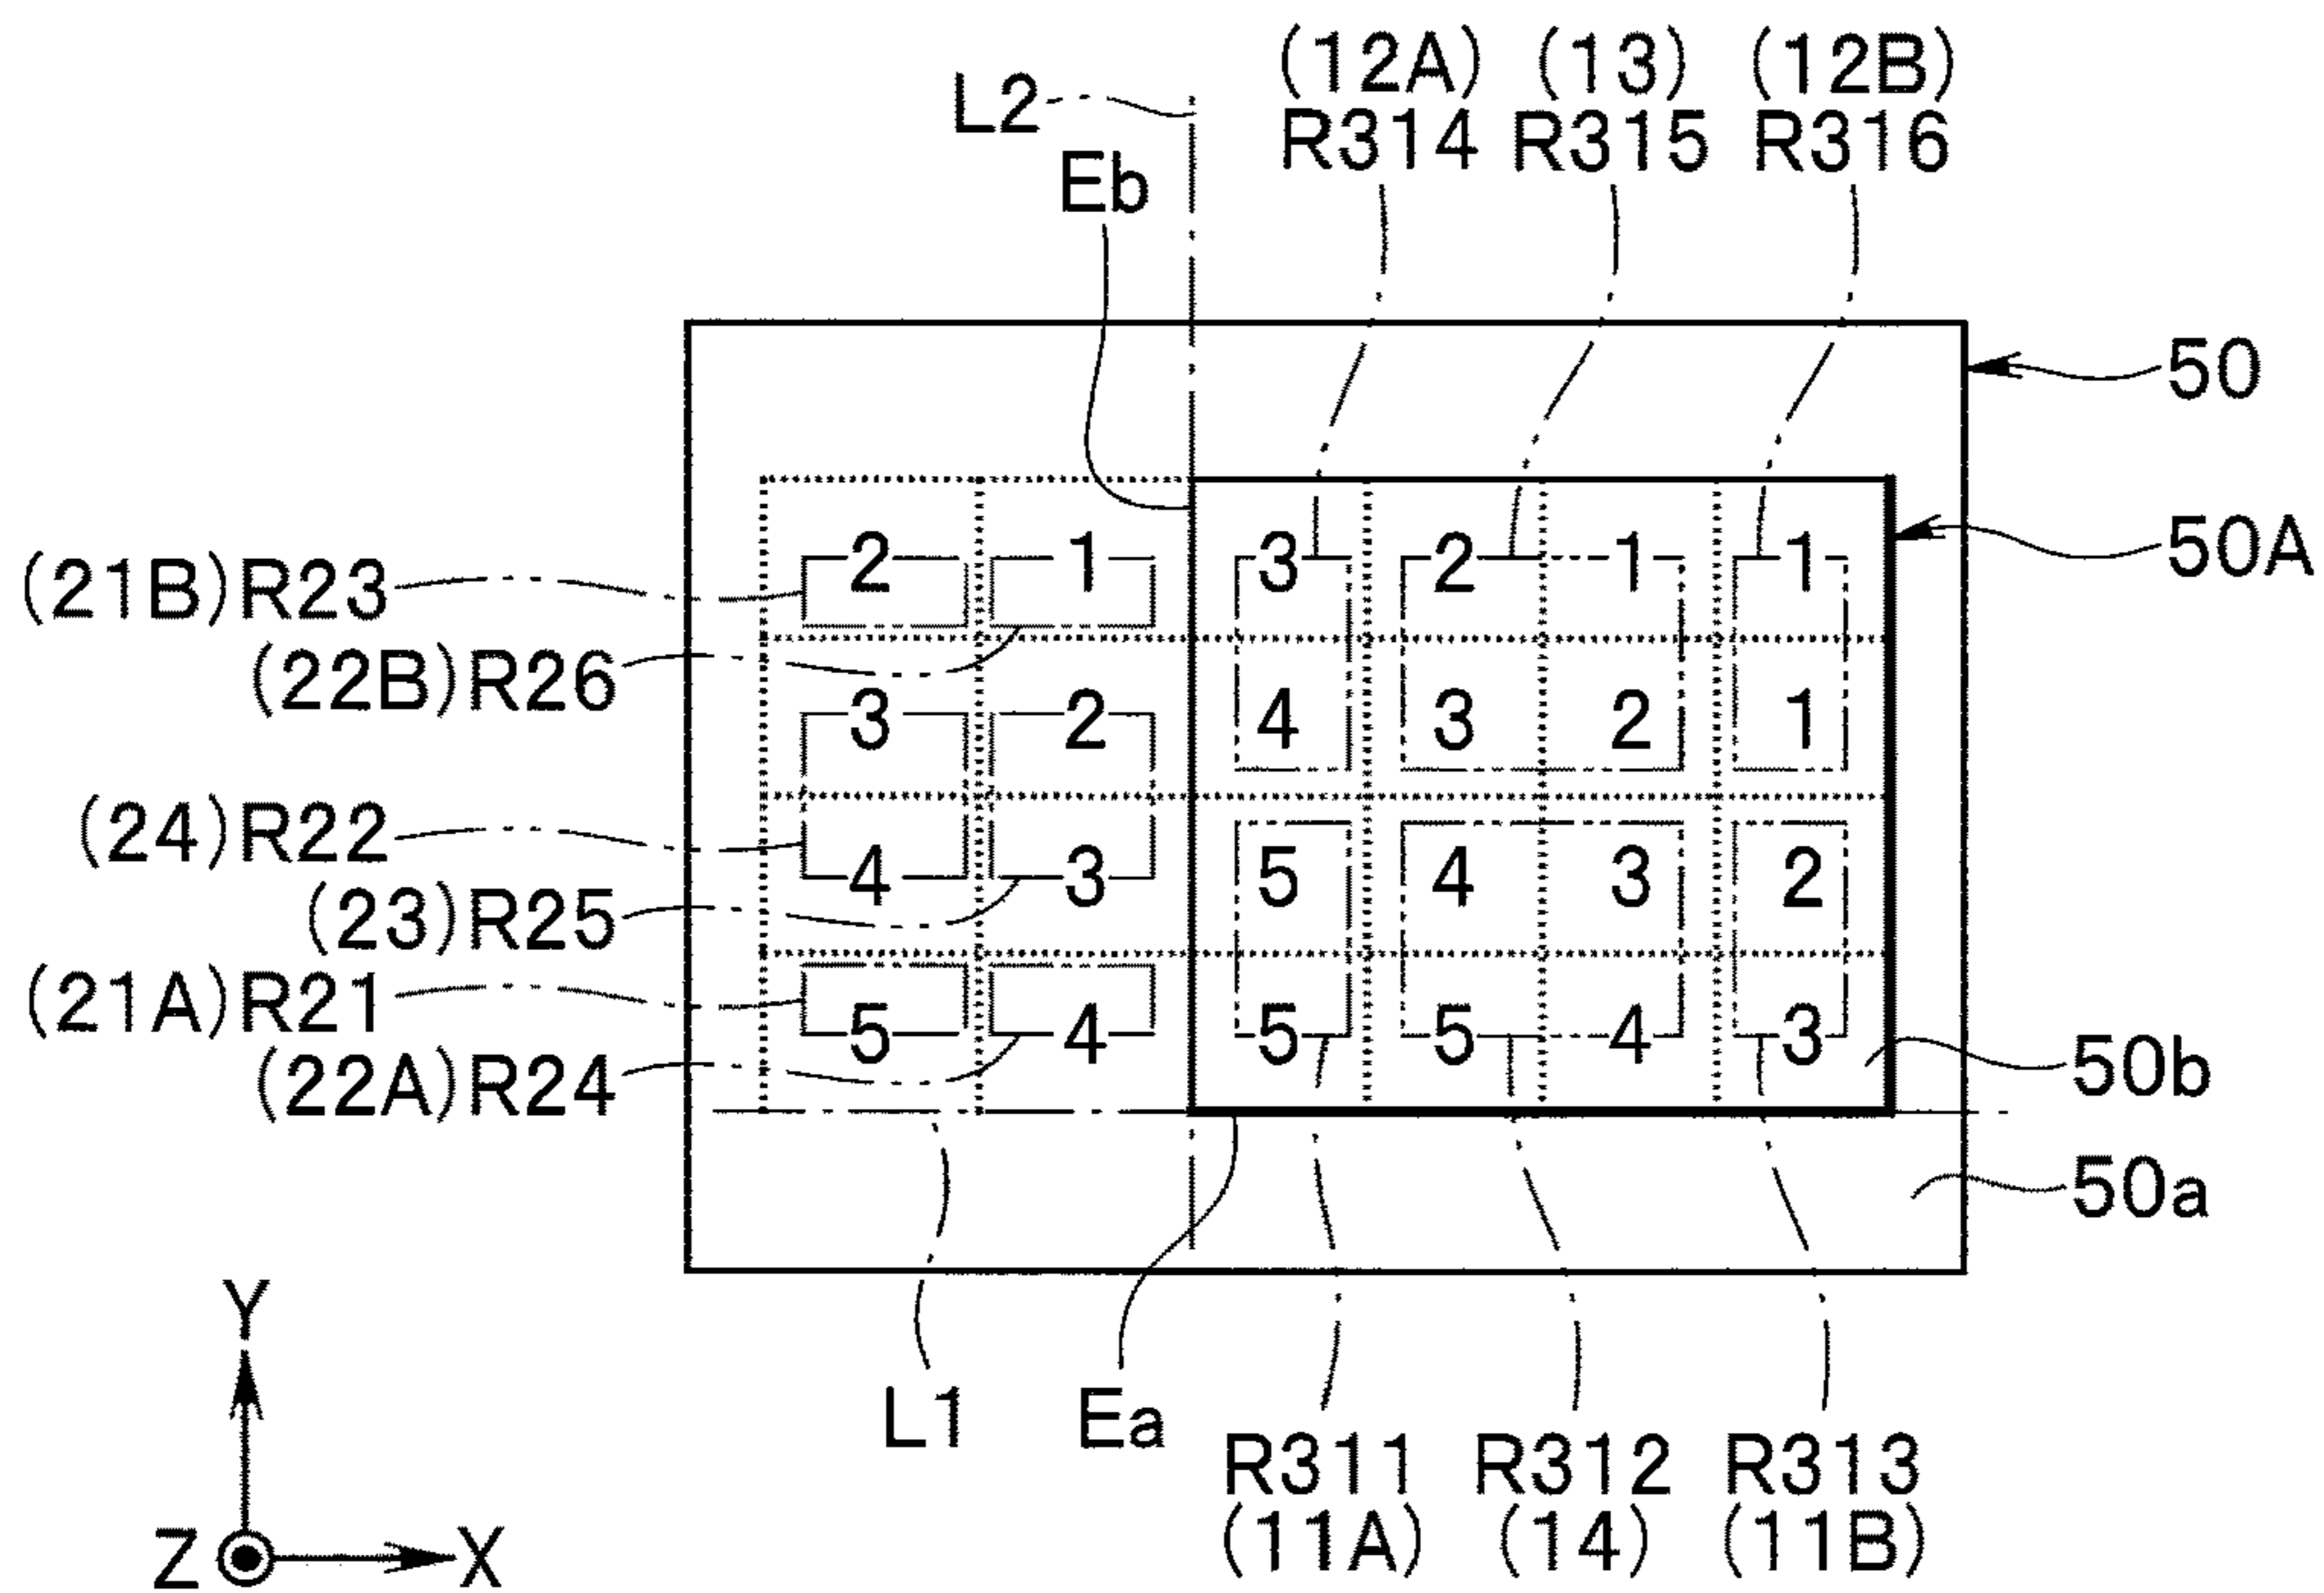 (12A) (13) (12B)
L2 R314 R315 R316
Eb
50
50A
2 1 3 2 1 1
(21B)R23
(22B)R26
3 2 4 3 2 1
(24)R22
4 3 5 4 3 2
(23)R25
(21A)R21
5 4 5 5 4 3
(22A)R24
50b
50a
L1 Ea
R311 R312 R313
(11A) (14) (11B)
Y
Z X